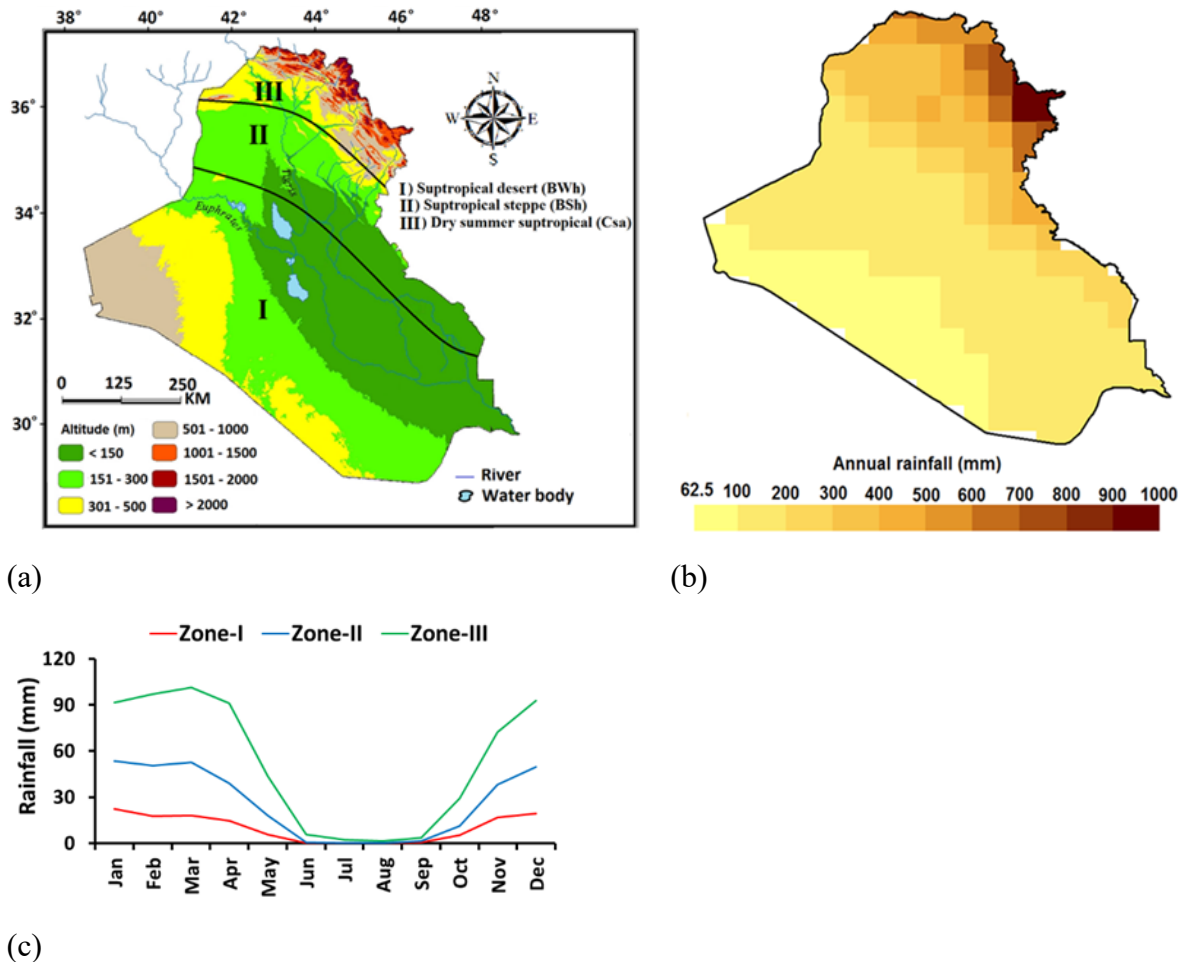 38° 40° 42° 44° 46° 48°
36°
34°
32°
30°
N
W E
S
III
II
I
Tigris
Euphrates
I) Suptropical desert (BWh)
II) Suptropical steppe (BSh)
III) Dry summer suptropical (Csa)
0 125 250
KM
Altitude (m)
< 150
151 - 300
301 - 500
501 - 1000
1001 - 1500
1501 - 2000
> 2000
River
Water body
(a)
Annual rainfall (mm)
62.5 100 200 300 400 500 600 700 800 900 1000
(b)
Zone-I Zone-II Zone-III
Rainfall (mm)
120
90
60
30
0
Jan Feb Mar Apr May Jun Jul Aug Sep Oct Nov Dec
(c)